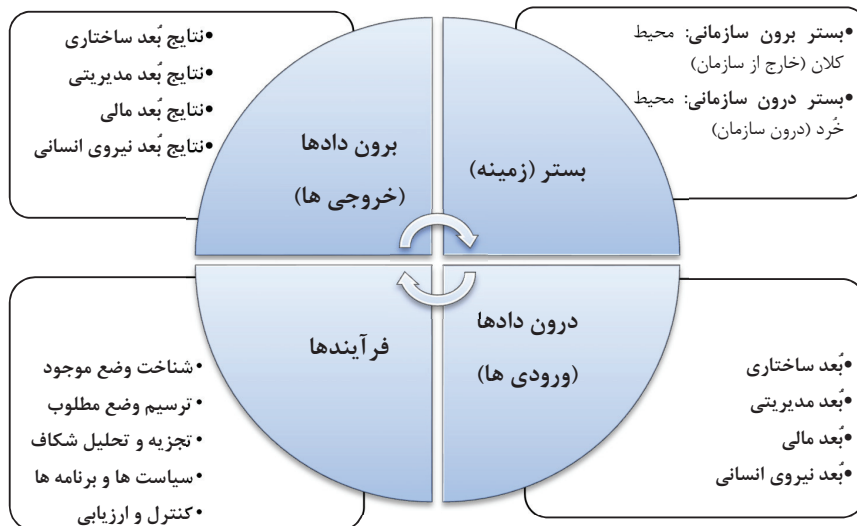 •بستر برون سازمانی: محیط
کلان (خارج از سازمان)
•بستر درون سازمانی: محیط
خُرد (درون سازمان)
بستر (زمینه)
•نتایج بُعد ساختاری
•نتایج بُعد مدیریتی
•نتایج بُعد مالی
•نتایج بُعد نیروی انسانی
برون دادها
(خروجی ها)
درون دادها
(ورودی ها)
•بُعد ساختاری
•بُعد مدیریتی
•بُعد مالی
•بُعد نیروی انسانی
فرآیندها
•شناخت وضع موجود
•ترسیم وضع مطلوب
•تجزیه و تحلیل شکاف
•سیاست ها و برنامه ها
•کنترل و ارزیابی